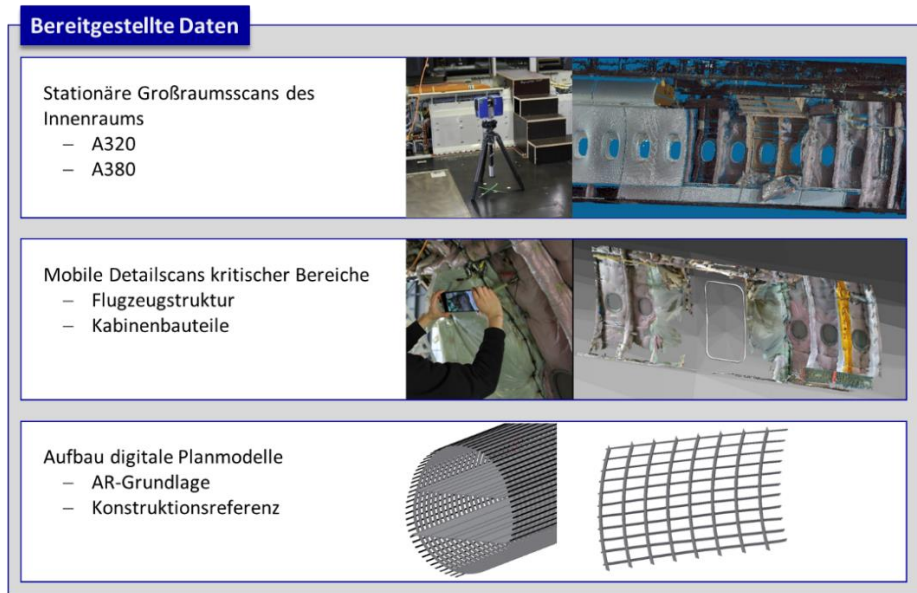 Bereitgestellte Daten
Stationäre Großraumsscans des
Innenraums
– A320
– A380
Mobile Detailscans kritischer Bereiche
– Flugzeugstruktur
– Kabinenbauteile
Aufbau digitale Planmodelle
– AR-Grundlage
– Konstruktionsreferenz